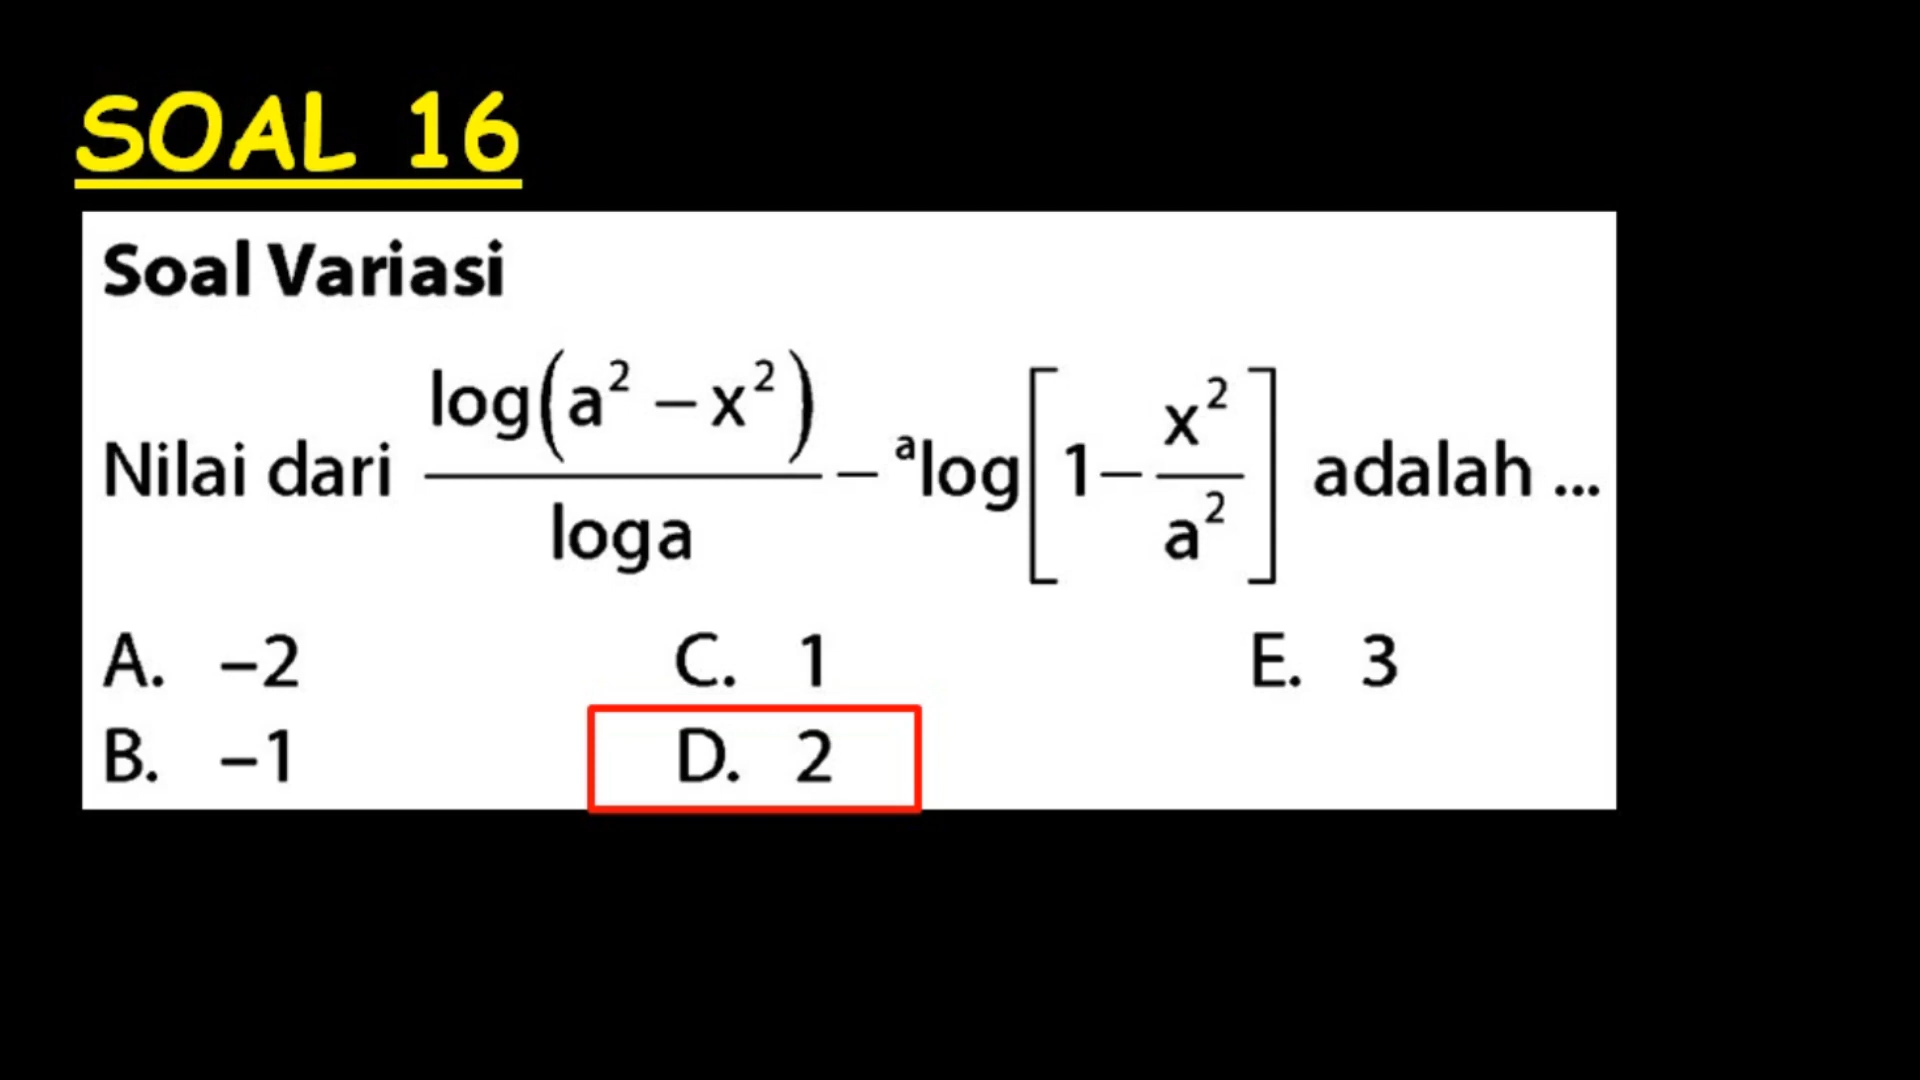 SOAL 16
Soal Variasi
Nilai dari log(a² − x²)/loga − ᵃlog[1 − x²/a²] adalah ...
A. −2 C. 1 E. 3
B. −1 D. 2